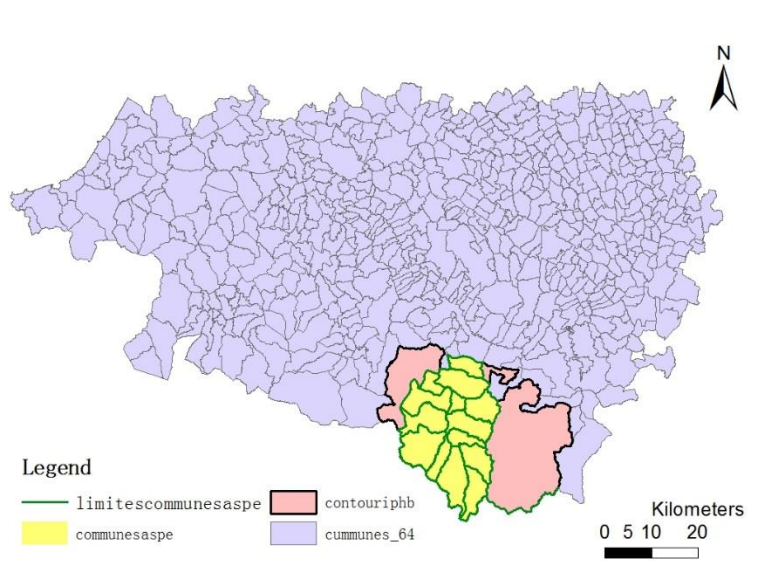 N
Legend
limitescommunesaspe
contouriphb
communesaspe
cummunes_64
Kilometers
0 5 10 20